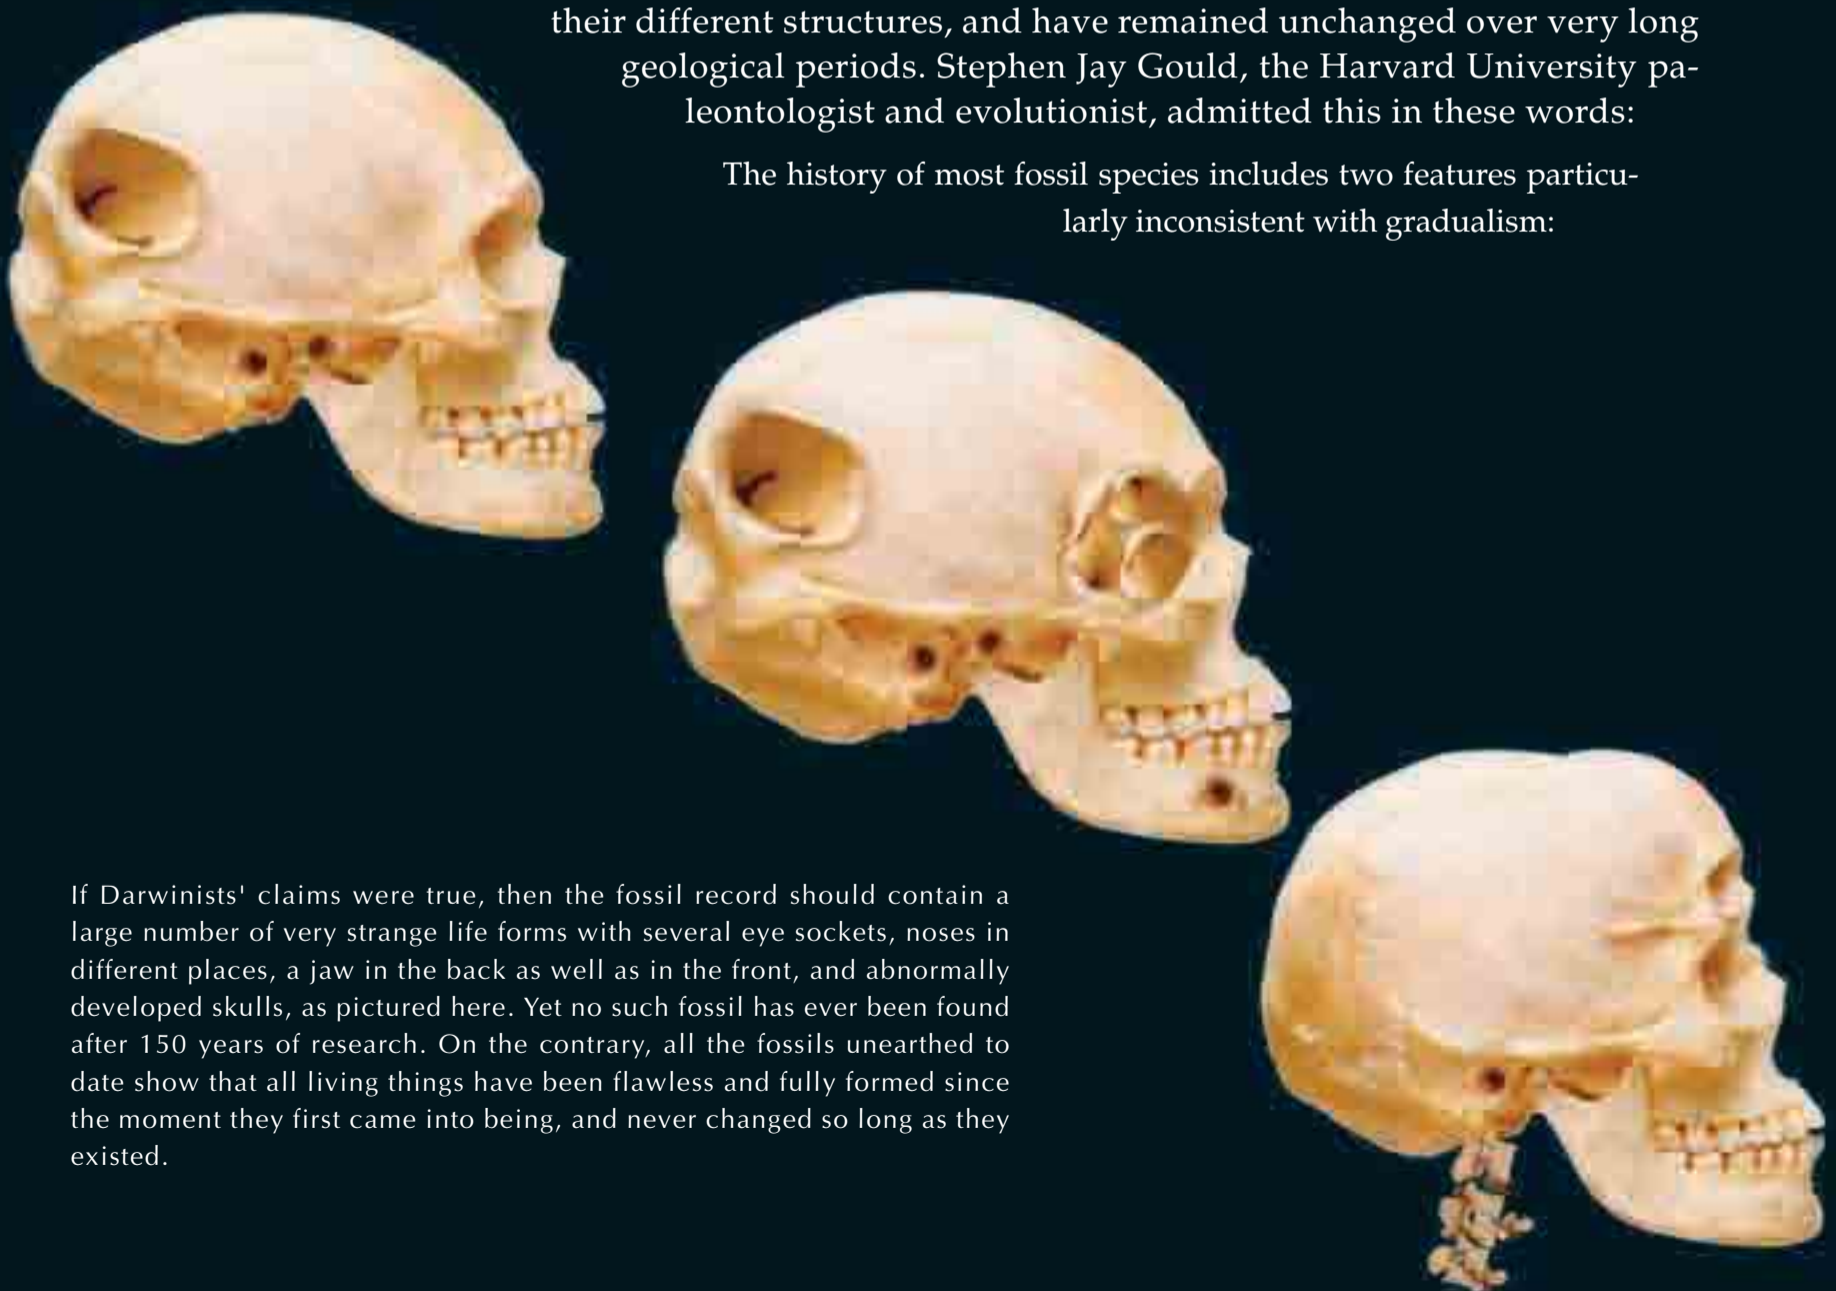 their different structures, and have remained unchanged over very long
geological periods. Stephen Jay Gould, the Harvard University pa-
leontologist and evolutionist, admitted this in these words:
The history of most fossil species includes two features particu-
larly inconsistent with gradualism:
If Darwinists' claims were true, then the fossil record should contain a
large number of very strange life forms with several eye sockets, noses in
different places, a jaw in the back as well as in the front, and abnormally
developed skulls, as pictured here. Yet no such fossil has ever been found
after 150 years of research. On the contrary, all the fossils unearthed to
date show that all living things have been flawless and fully formed since
the moment they first came into being, and never changed so long as they
existed.